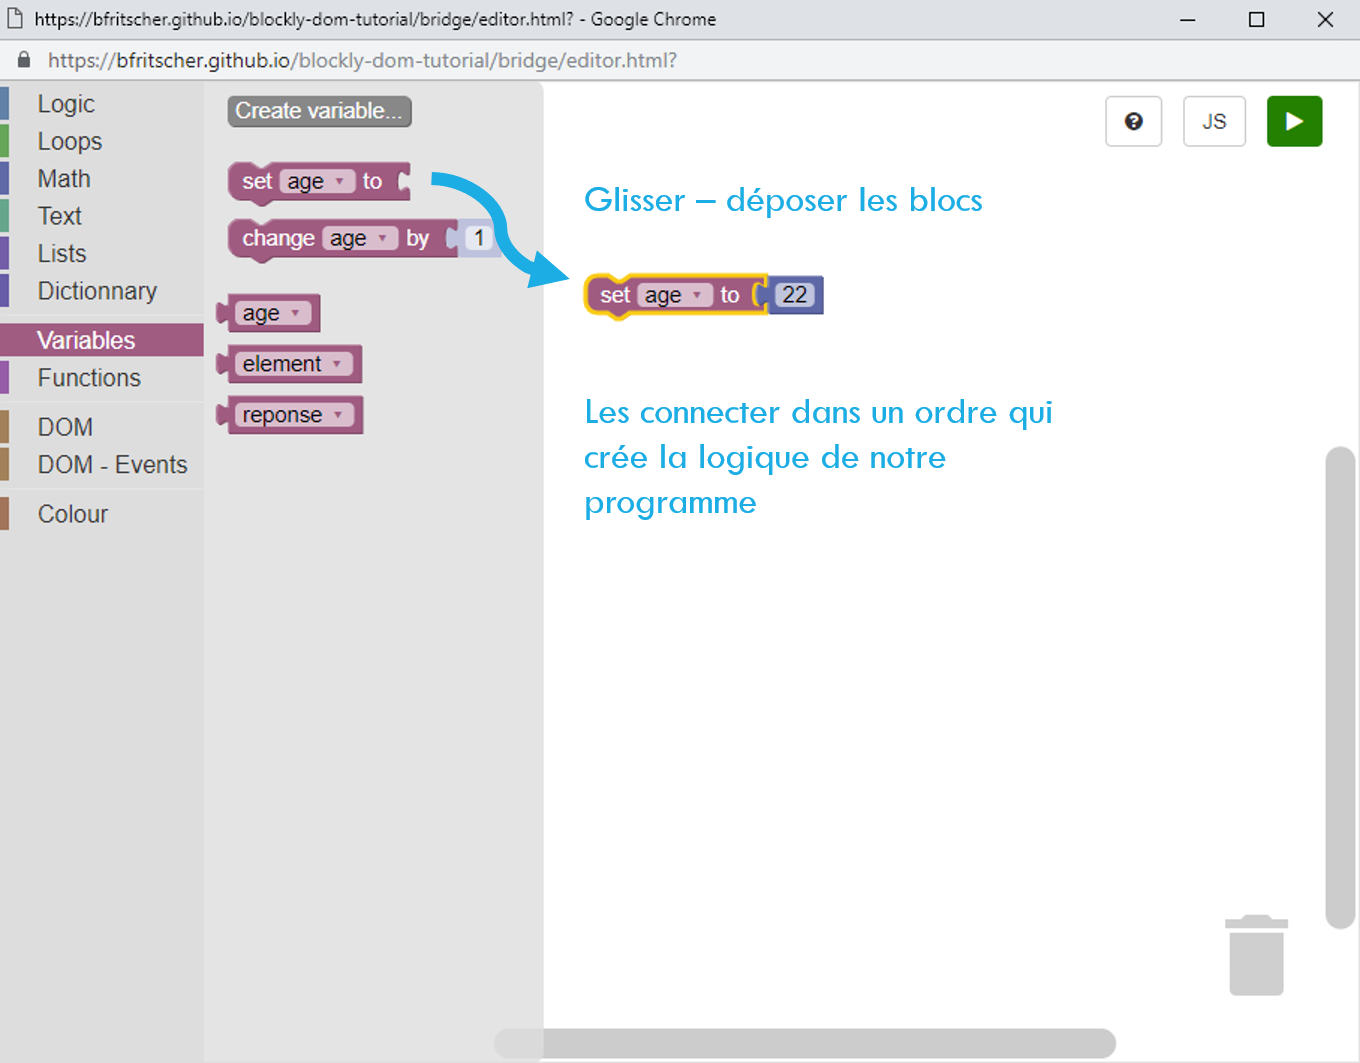 https://bfritscher.github.io/blockly-dom-tutorial/bridge/editor.html? - Google Chrome
https://bfritscher.github.io/blockly-dom-tutorial/bridge/editor.html?
Logic
Loops
Math
Text
Lists
Dictionnary
Variables
Functions
DOM
DOM - Events
Colour
Create variable...
set age to
change age by 1
age
element
reponse
JS
Glisser – déposer les blocs
set age to 22
Les connecter dans un ordre qui
crée la logique de notre
programme